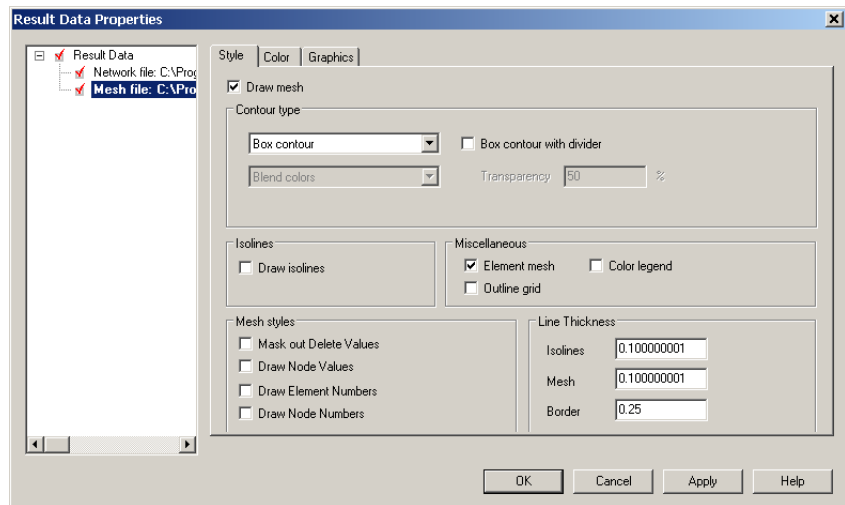 Result Data Properties
Result Data
Network file: C:\Prog
Mesh file: C:\Pro
Style Color Graphics
Draw mesh
Contour type
Box contour
Box contour with divider
Blend colors
Transparency 50 %
Isolines
Draw isolines
Miscellaneous
Element mesh
Color legend
Outline grid
Mesh styles
Mask out Delete Values
Draw Node Values
Draw Element Numbers
Draw Node Numbers
Line Thickness
Isolines 0.100000001
Mesh 0.100000001
Border 0.25
OK Cancel Apply Help